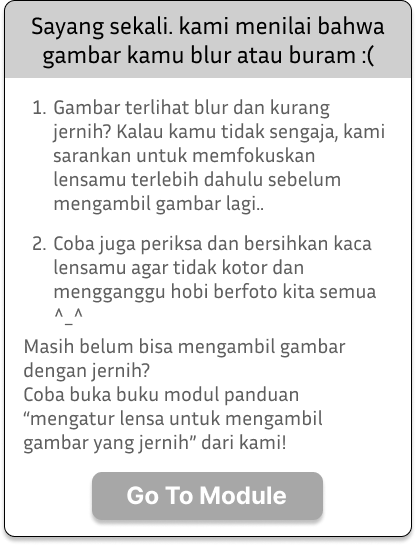 Sayang sekali. kami menilai bahwa
gambar kamu blur atau buram :(
1. Gambar terlihat blur dan kurang
jernih? Kalau kamu tidak sengaja, kami
sarankan untuk memfokuskan
lensamu terlebih dahulu sebelum
mengambil gambar lagi..
2. Coba juga periksa dan bersihkan kaca
lensamu agar tidak kotor dan
mengganggu hobi berfoto kita semua
^_^
Masih belum bisa mengambil gambar
dengan jernih?
Coba buka buku modul panduan
“mengatur lensa untuk mengambil
gambar yang jernih” dari kami!
Go To Module